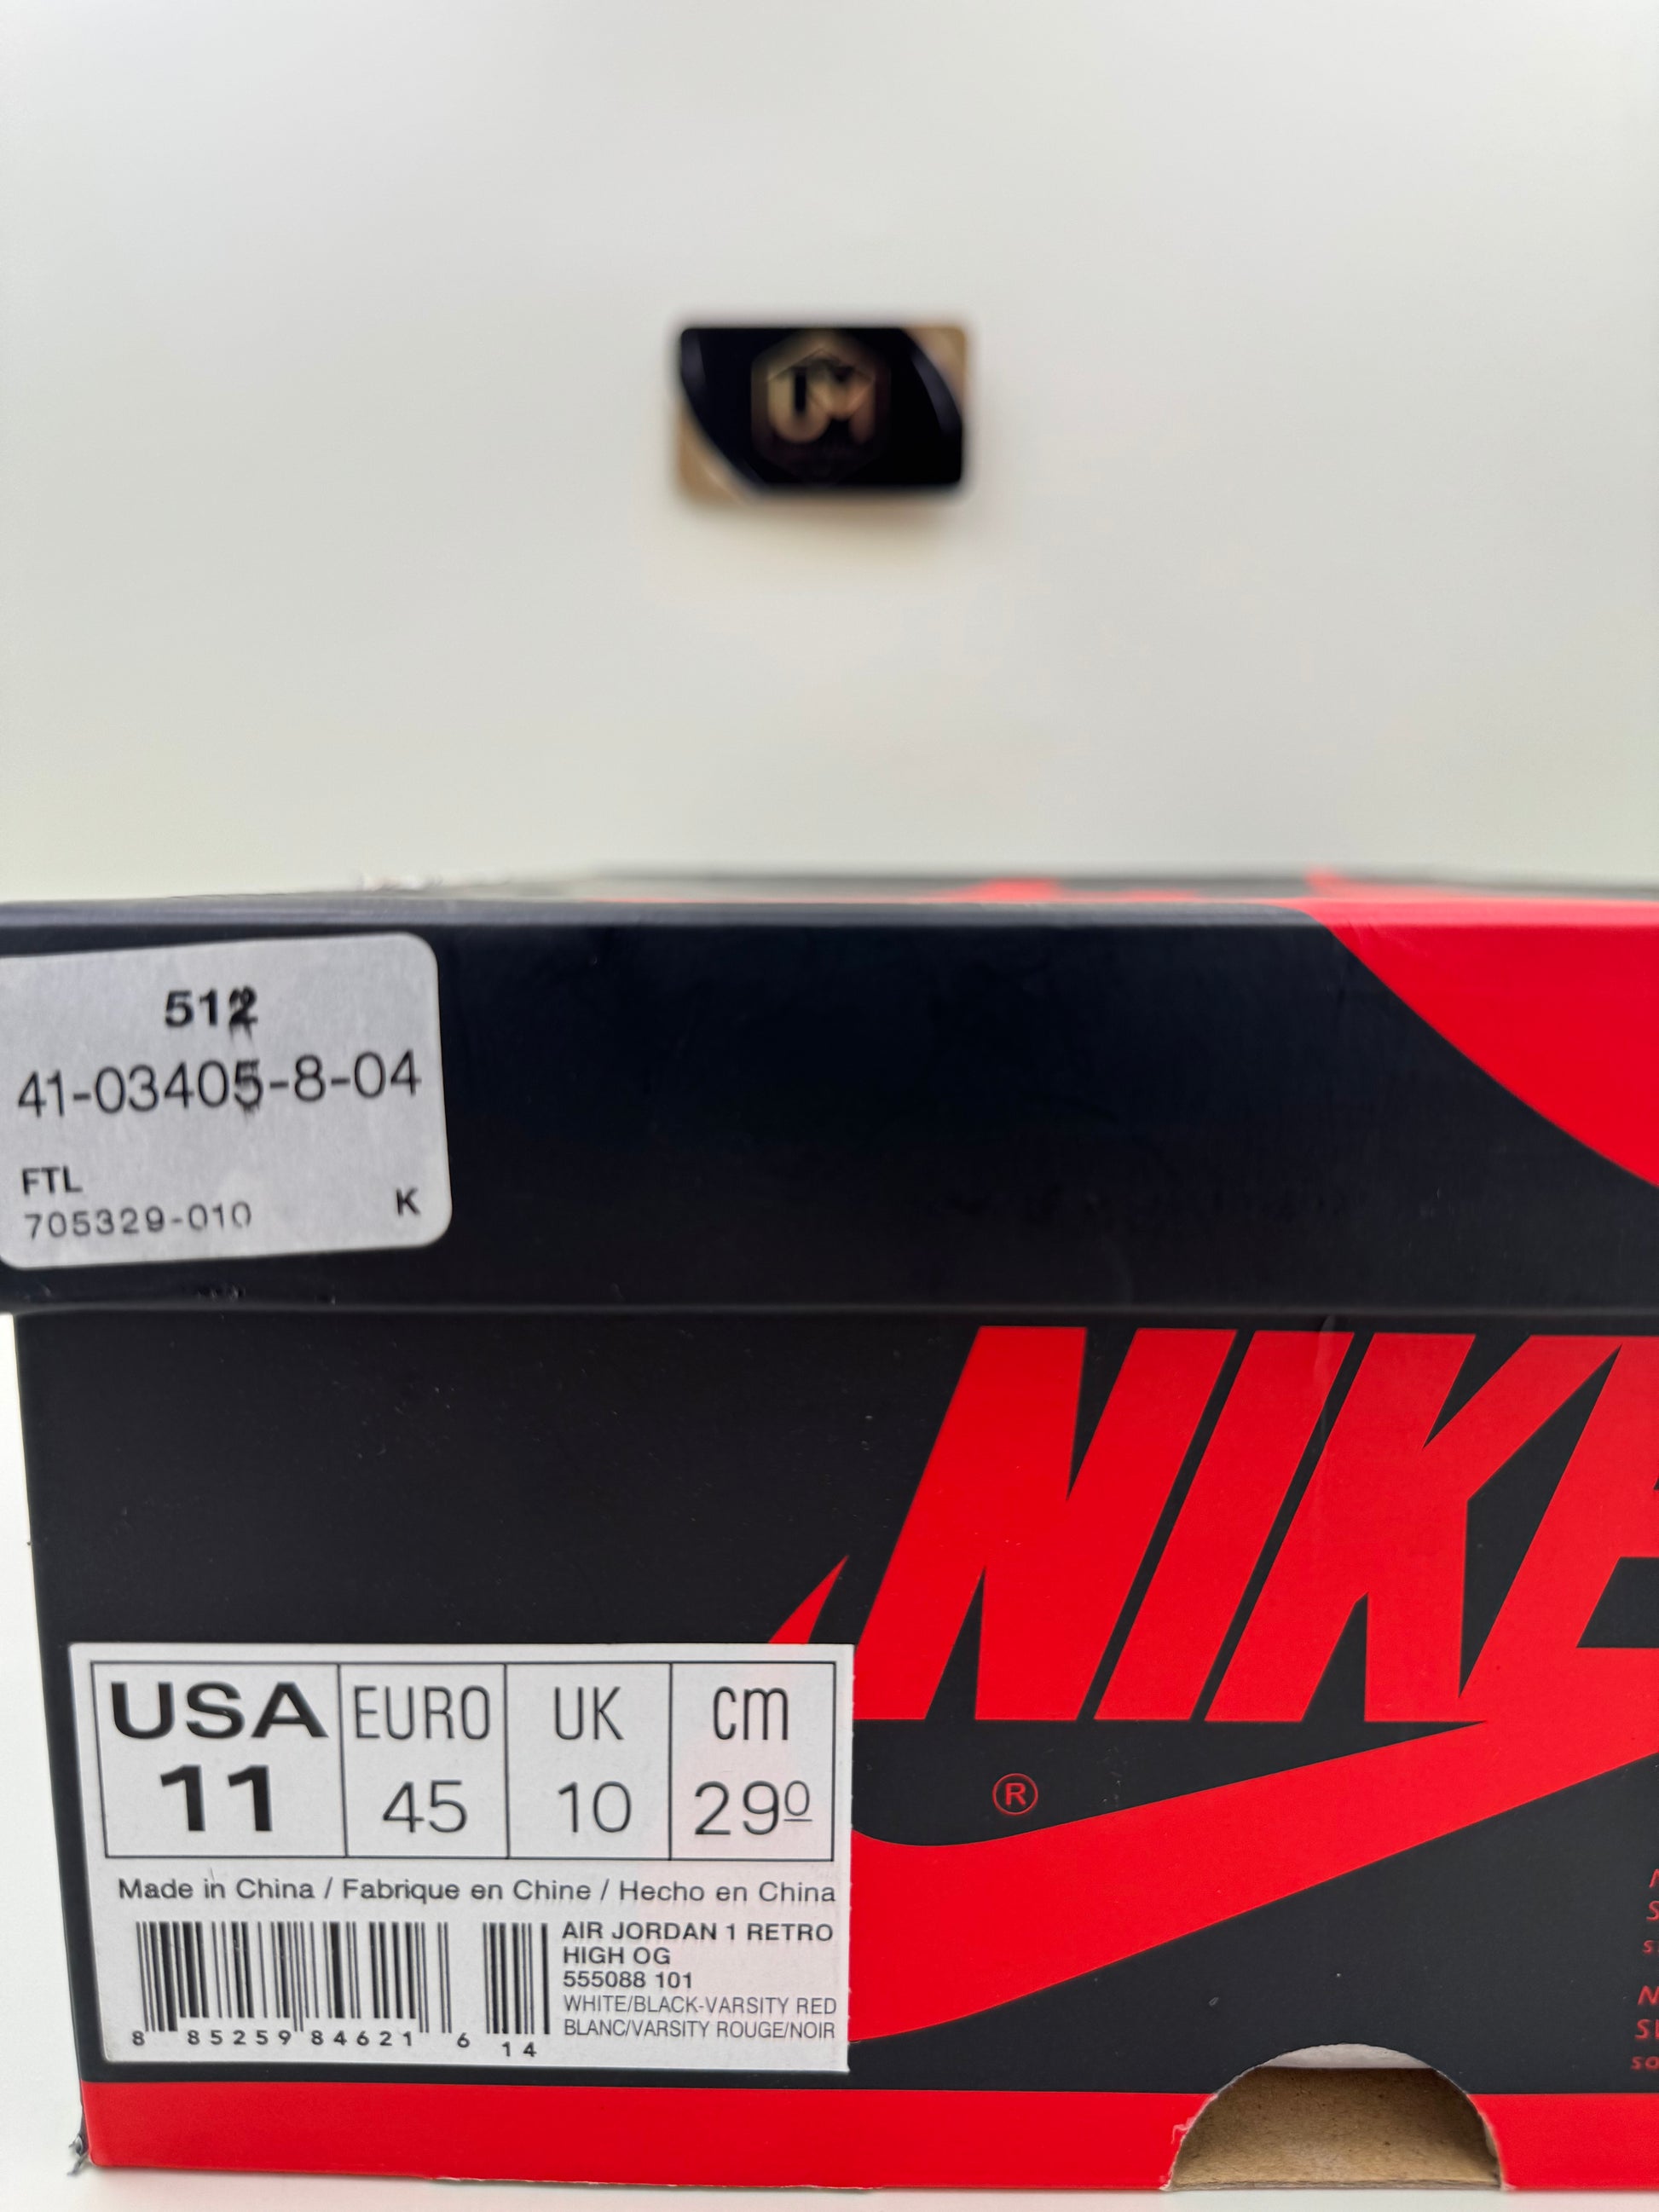 512
41-03405-8-04
FTL
705329-010
K
NIKE
®
USA EURO UK cm
11 45 10 29º
Made in China / Fabrique en Chine / Hecho en China
AIR JORDAN 1 RETRO
HIGH OG
555088 101
WHITE/BLACK-VARSITY RED
BLANC/VARSITY ROUGE/NOIR
8 85259 84621 6 14